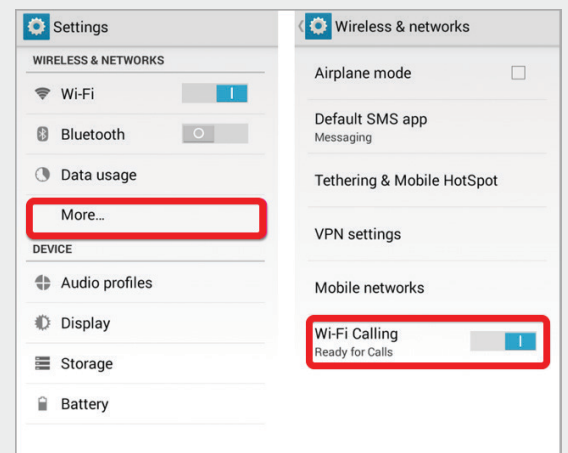 Settings
WIRELESS & NETWORKS
Wi-Fi
Bluetooth
Data usage
More...
DEVICE
Audio profiles
Display
Storage
Battery
Wireless & networks
Airplane mode
Default SMS app
Messaging
Tethering & Mobile HotSpot
VPN settings
Mobile networks
Wi-Fi Calling
Ready for Calls